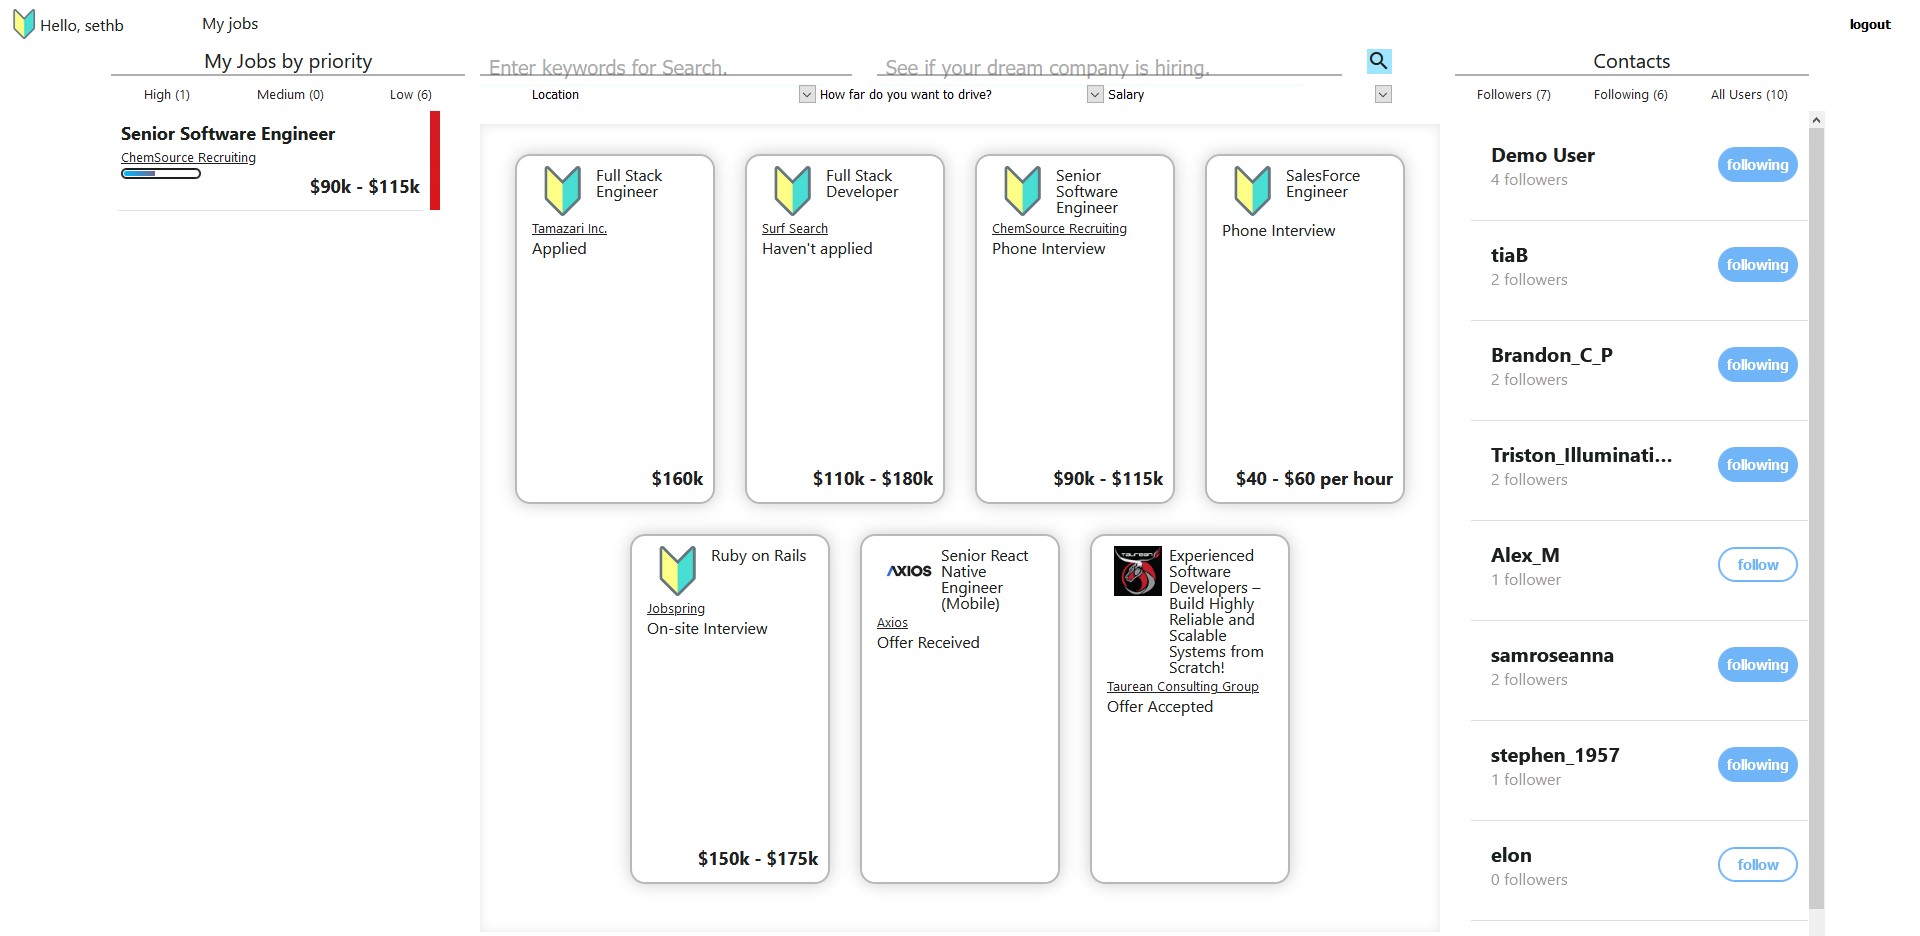 Hello, sethb
My jobs
logout
My Jobs by priority
High (1)
Medium (0)
Low (6)
Senior Software Engineer
ChemSource Recruiting
$90k - $115k
Enter keywords for Search.
See if your dream company is hiring.
Location
How far do you want to drive?
Salary
Full Stack
Engineer
Tamazari Inc.
Applied
$160k
Full Stack
Developer
Surf Search
Haven't applied
$110k - $180k
Senior
Software
Engineer
ChemSource Recruiting
Phone Interview
$90k - $115k
SalesForce
Engineer
Phone Interview
$40 - $60 per hour
Ruby on Rails
Jobspring
On-site Interview
$150k - $175k
AXIOS
Senior React
Native
Engineer
(Mobile)
Axios
Offer Received
TAUREAN
Experienced
Software
Developers –
Build Highly
Reliable and
Scalable
Systems from
Scratch!
Taurean Consulting Group
Offer Accepted
Contacts
Followers (7)
Following (6)
All Users (10)
Demo User
4 followers
following
tiaB
2 followers
following
Brandon_C_P
2 followers
following
Triston_Illuminati...
2 followers
following
Alex_M
1 follower
follow
samroseanna
2 followers
following
stephen_1957
1 follower
following
elon
0 followers
follow